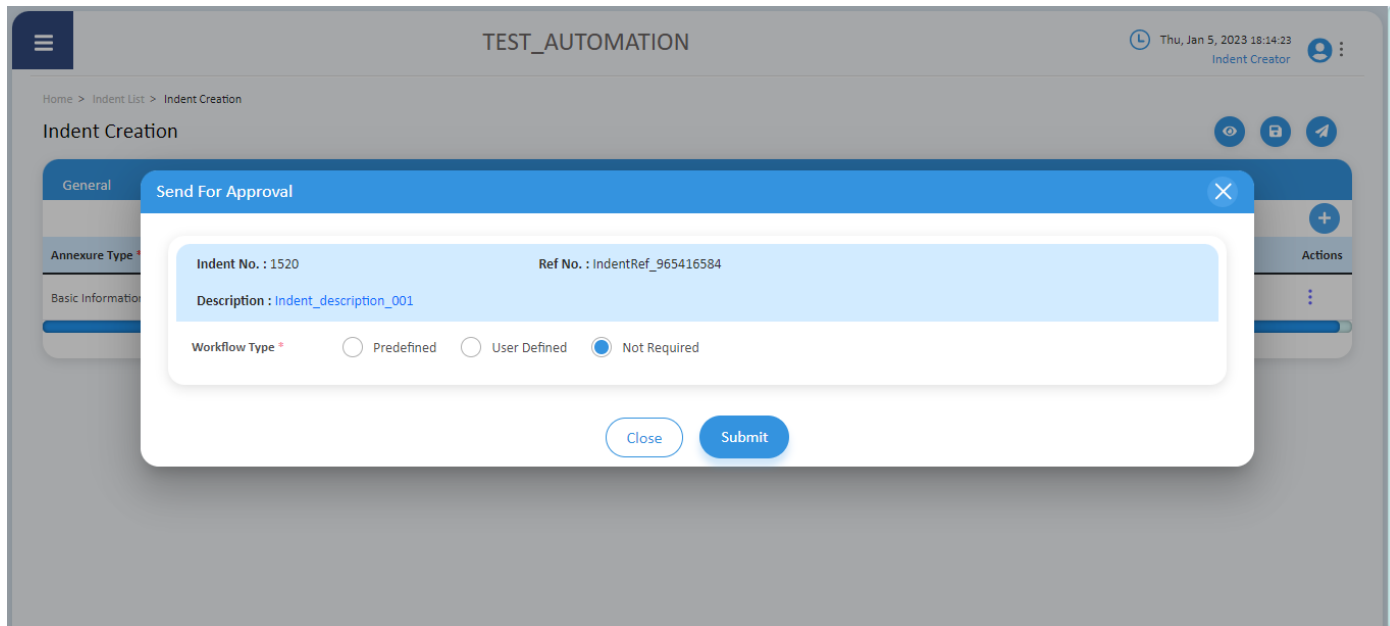 TEST_AUTOMATION
Thu, Jan 5, 2023 18:14:23
Indent Creator
Home > Indent List > Indent Creation
Indent Creation
General
Send For Approval
Annexure Type *
Actions
Indent No. : 1520 Ref No. : IndentRef_965416584
Basic Information
Description : Indent_description_001
Workflow Type * Predefined User Defined Not Required
Close Submit